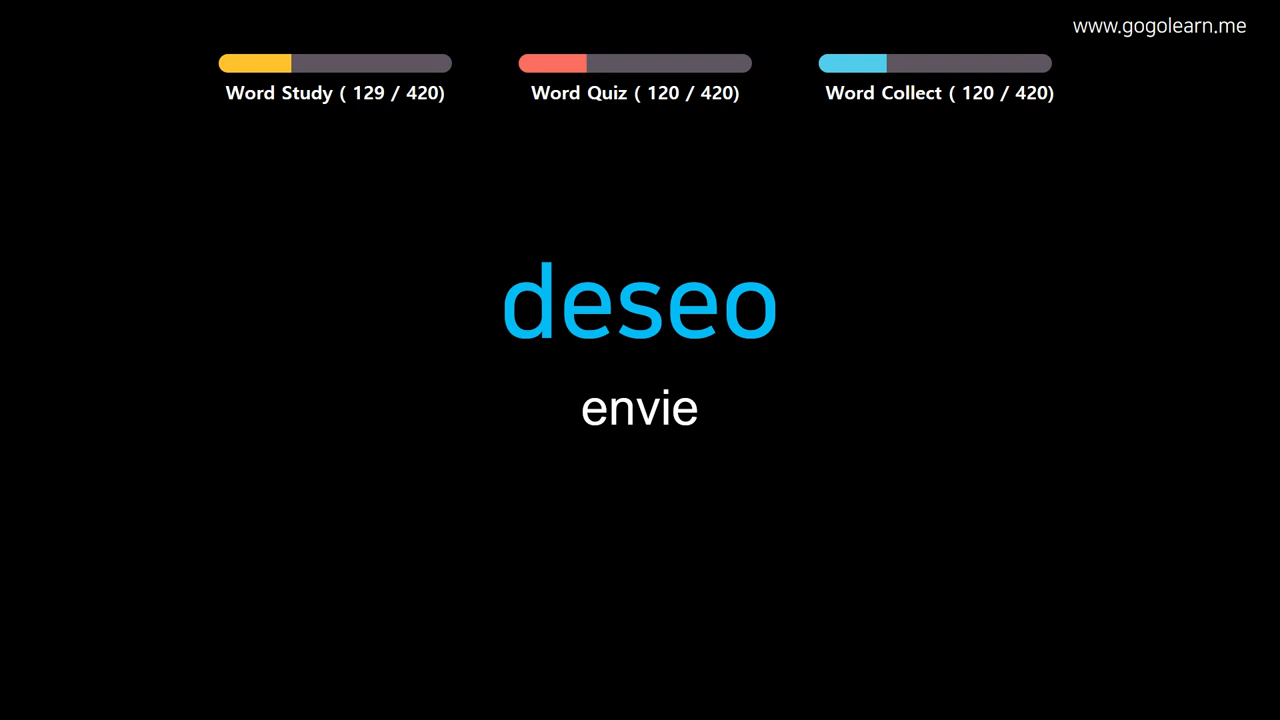 www.gogolearn.me
Word Study ( 129 / 420)
Word Quiz ( 120 / 420)
Word Collect ( 120 / 420)
deseo
envie